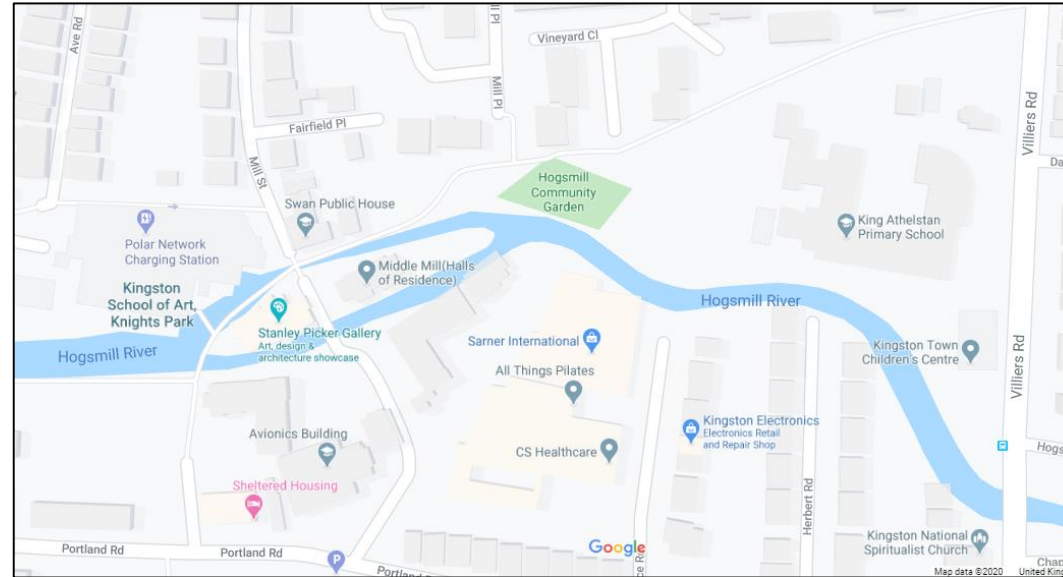 Ave Rd
Vineyard Cl
Mill Pl
Fairfield Pl
Mill St
Villiers Rd
Hogsmill
Community
Garden
Swan Public House
King Athelstan
Primary School
Polar Network
Charging Station
Middle Mill(Halls
of Residence)
Kingston
School of Art,
Knights Park
Stanley Picker Gallery
Art, design &
architecture showcase
Hogsmill River
Hogsmill River
Sarner International
Kingston Town
Children's Centre
Villiers Rd
All Things Pilates
Kingston Electronics
Electronics Retail
and Repair Shop
Avionics Building
CS Healthcare
Sheltered Housing
Herbert Rd
Portland Rd
Portland Rd
P
Google
Kingston National
Spiritualist Church
Map data ©2020